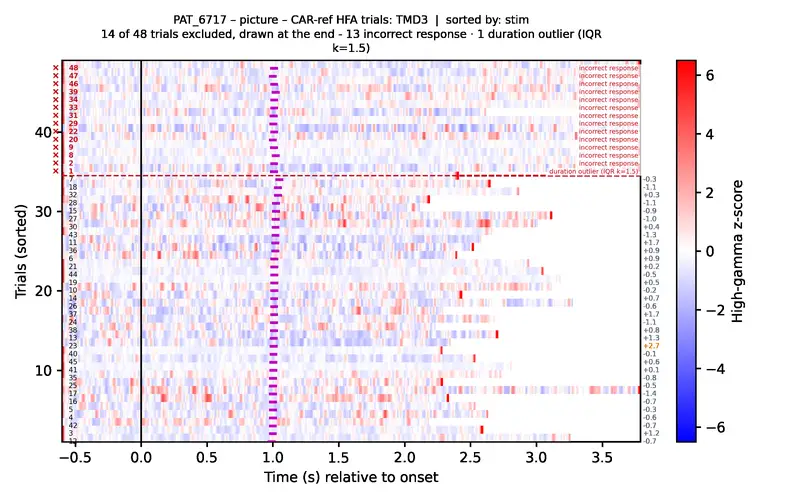 PAT_6717 – picture – CAR-ref HFA trials: TMD3 | sorted by: stim
14 of 48 trials excluded, drawn at the end - 13 incorrect response · 1 duration outlier (IQR
k=1.5)
× 48 incorrect response
× 47 incorrect response
× 46 incorrect response
× 39 incorrect response
× 34 incorrect response
× 33 incorrect response
× 31 incorrect response
× 29 incorrect response
× 22 incorrect response
× 20 incorrect response
× 9 incorrect response
× 8 incorrect response
× 2 incorrect response
× 1 duration outlier (IQR k=1.5)
7 -0.3
18 -1.1
32 +0.3
28 -1.1
15 -0.9
27 -1.0
30 +0.4
43 -1.3
11 +1.7
36 +0.9
6 +0.9
21 +0.2
44 -0.5
19 -0.5
10 -0.2
14 +0.7
26 -0.6
37 +1.7
24 -1.1
38 +0.8
13 +1.3
23 +2.7
40 -0.1
45 +0.6
41 +0.1
35 -0.8
25 -0.5
17 -1.4
16 -0.7
5 -0.3
4 -0.6
42 -0.7
3 +1.2
12 -0.7
40
30
20
10
Trials (sorted)
−0.5 0.0 0.5 1.0 1.5 2.0 2.5 3.0 3.5
Time (s) relative to onset
6
4
2
0
−2
−4
−6
High-gamma z-score